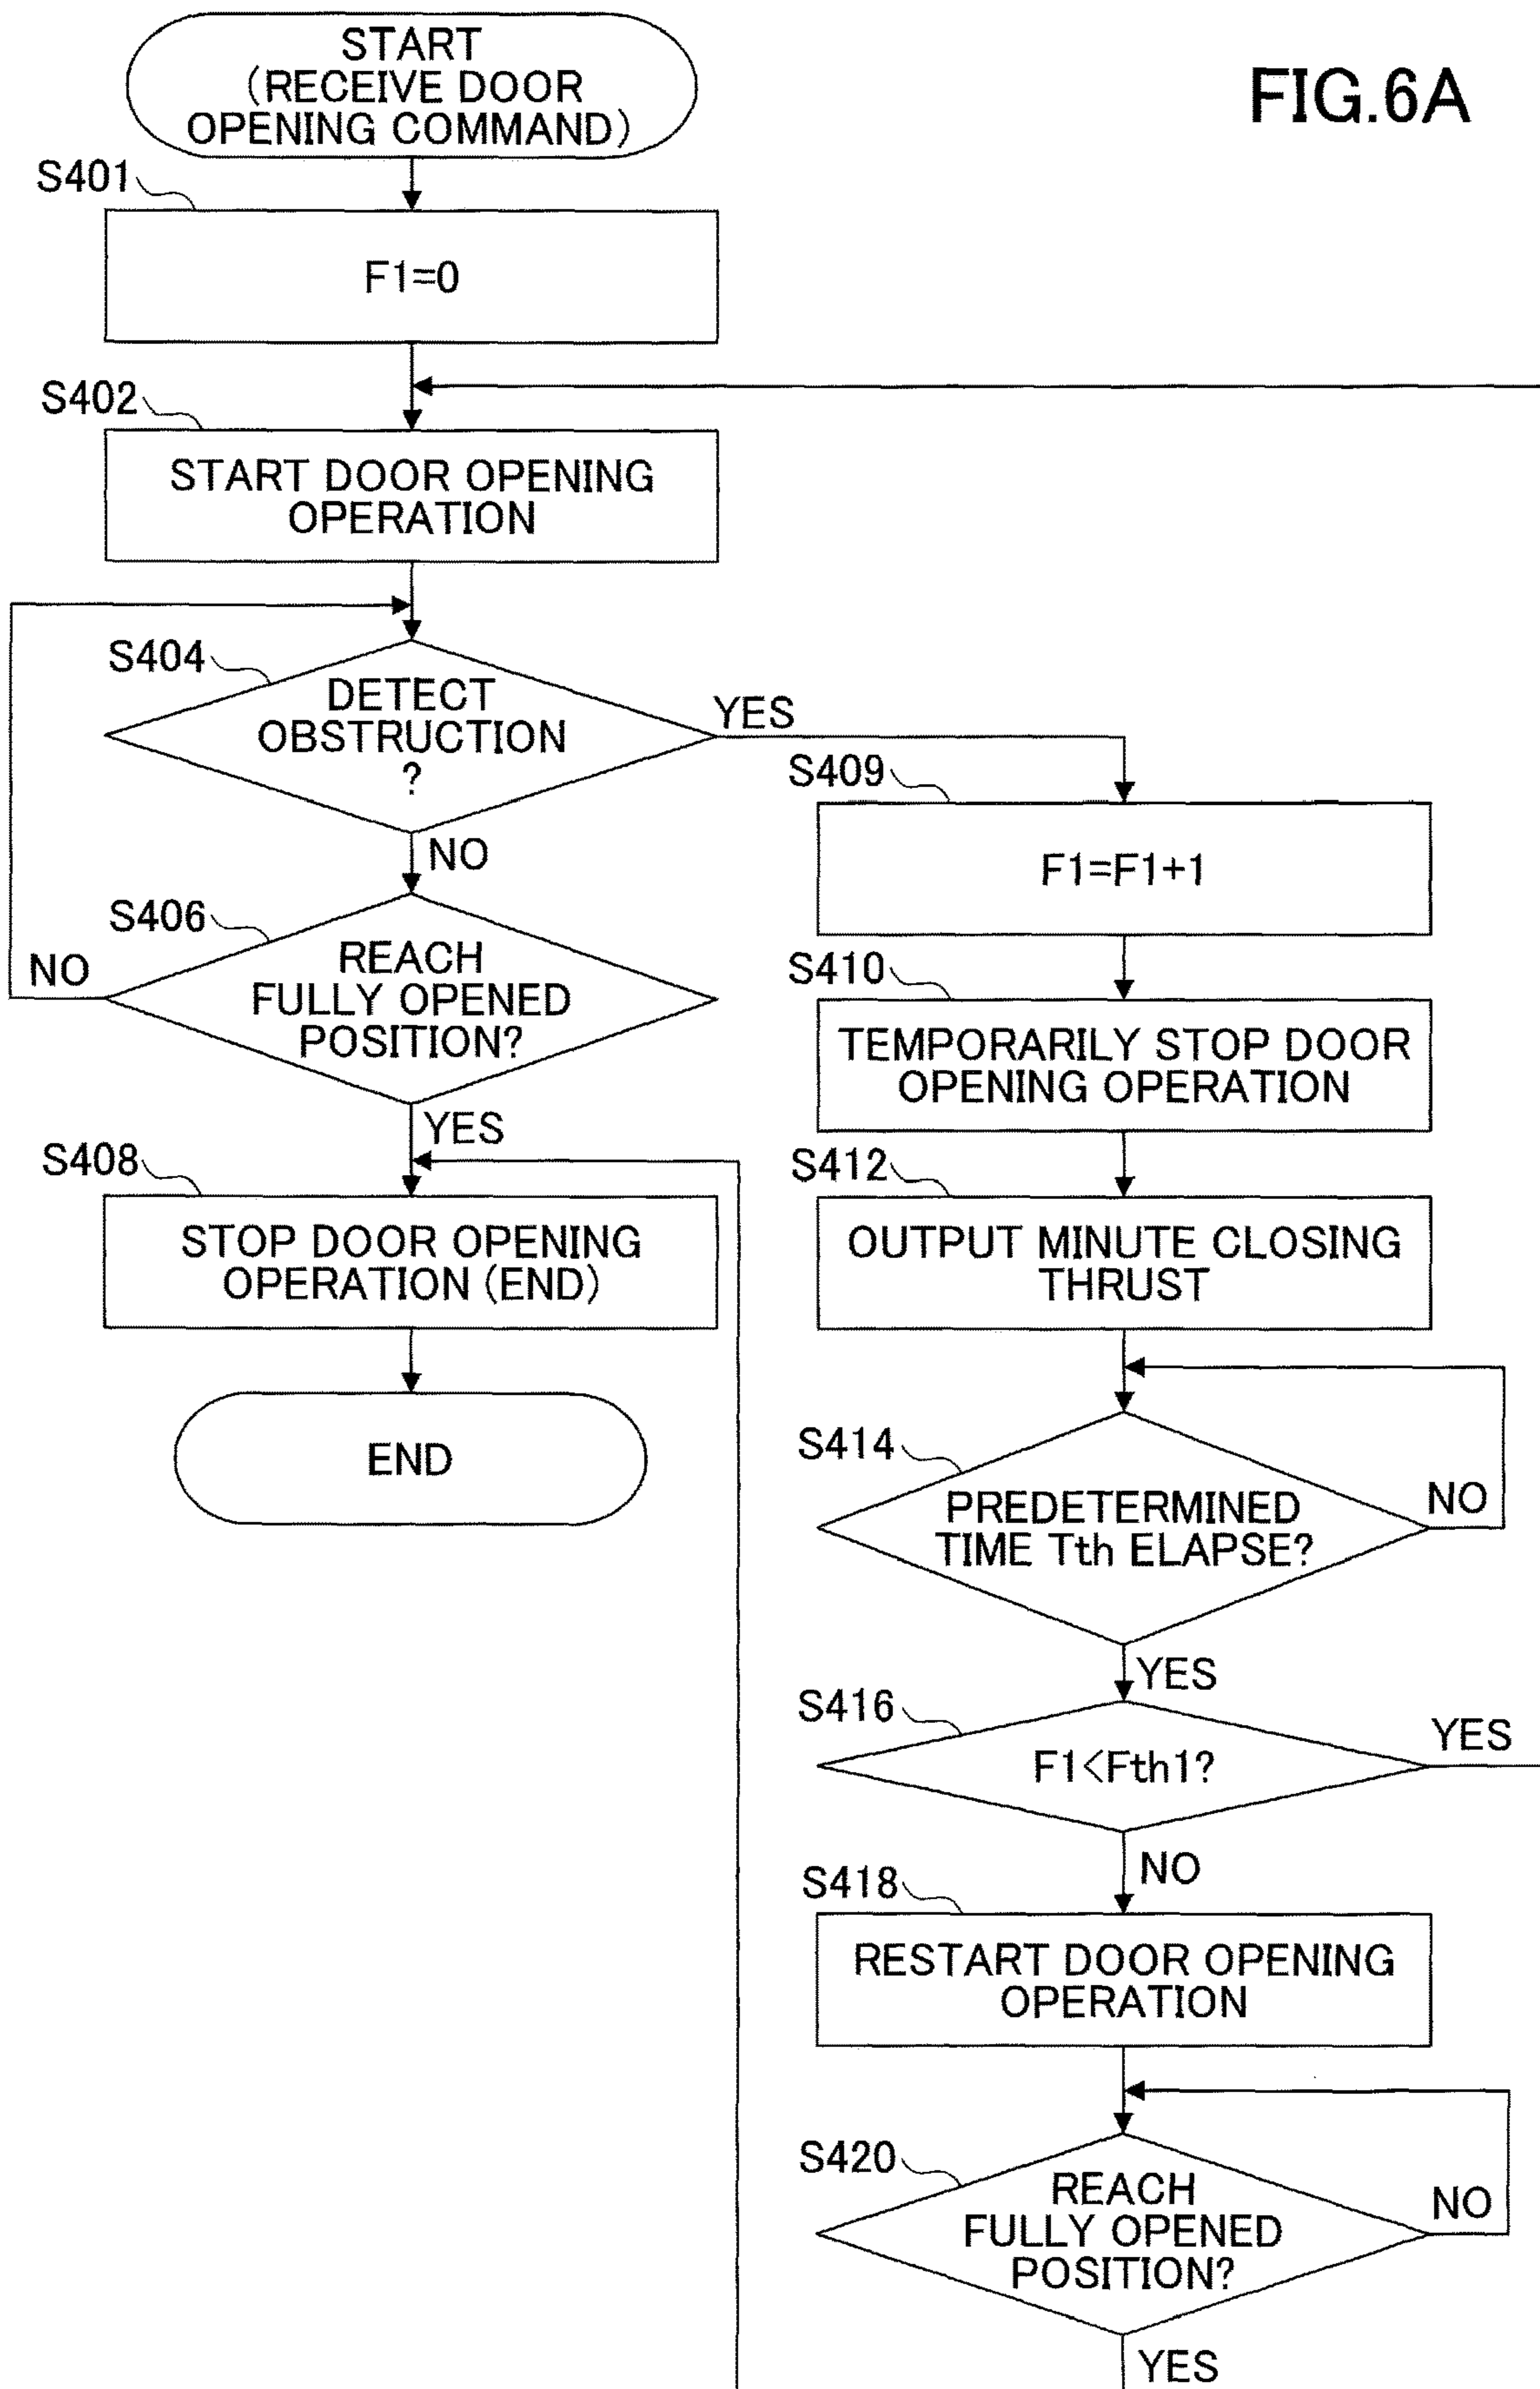 FIG.6A
START
(RECEIVE DOOR
OPENING COMMAND)
S401
F1=0
S402
START DOOR OPENING
OPERATION
S404
DETECT
OBSTRUCTION
?
YES
NO
S406
REACH
FULLY OPENED
POSITION?
NO
YES
S408
STOP DOOR OPENING
OPERATION (END)
END
S409
F1=F1+1
S410
TEMPORARILY STOP DOOR
OPENING OPERATION
S412
OUTPUT MINUTE CLOSING
THRUST
S414
PREDETERMINED
TIME Tth ELAPSE?
NO
YES
S416
F1<Fth1?
YES
NO
S418
RESTART DOOR OPENING
OPERATION
S420
REACH
FULLY OPENED
POSITION?
NO
YES